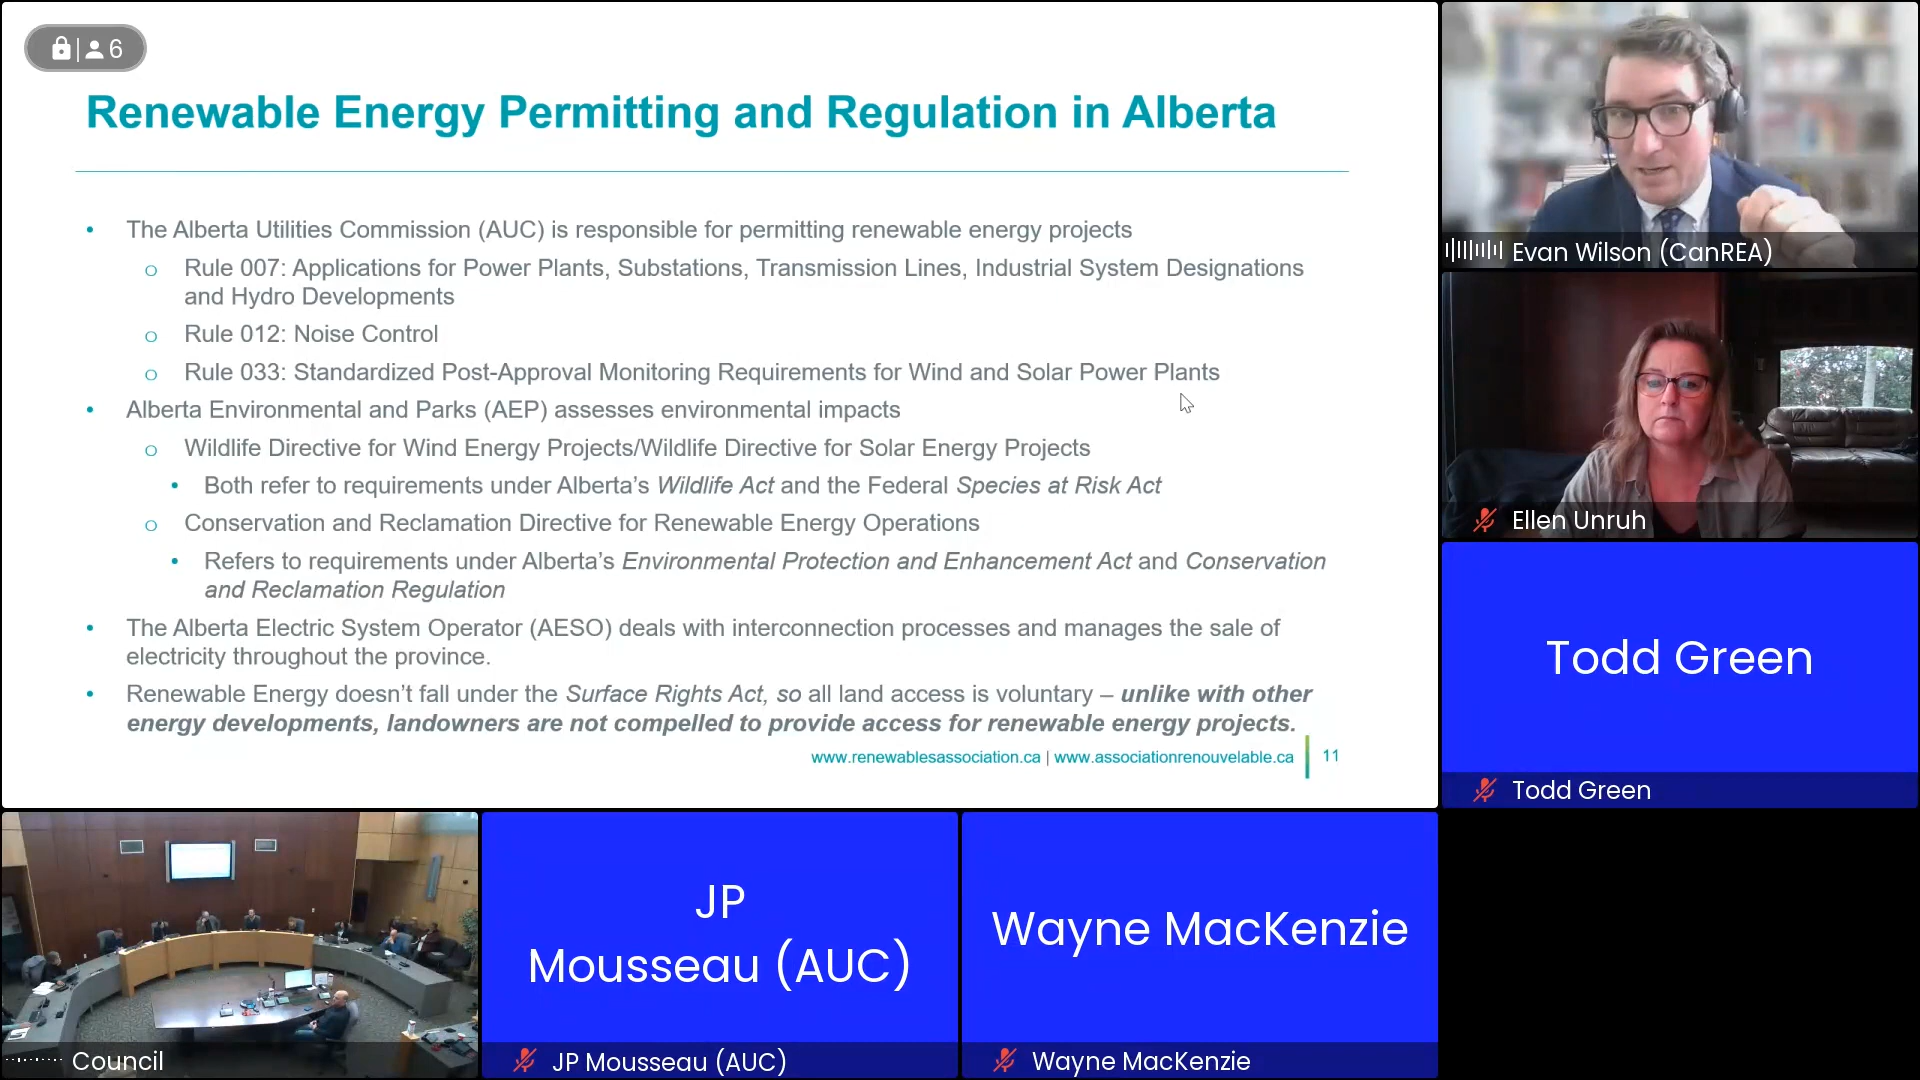 6
Renewable Energy Permitting and Regulation in Alberta
• The Alberta Utilities Commission (AUC) is responsible for permitting renewable energy projects
o Rule 007: Applications for Power Plants, Substations, Transmission Lines, Industrial System Designations
and Hydro Developments
o Rule 012: Noise Control
o Rule 033: Standardized Post-Approval Monitoring Requirements for Wind and Solar Power Plants
• Alberta Environmental and Parks (AEP) assesses environmental impacts
o Wildlife Directive for Wind Energy Projects/Wildlife Directive for Solar Energy Projects
• Both refer to requirements under Alberta’s Wildlife Act and the Federal Species at Risk Act
o Conservation and Reclamation Directive for Renewable Energy Operations
• Refers to requirements under Alberta’s Environmental Protection and Enhancement Act and Conservation
and Reclamation Regulation
• The Alberta Electric System Operator (AESO) deals with interconnection processes and manages the sale of
electricity throughout the province.
• Renewable Energy doesn’t fall under the Surface Rights Act, so all land access is voluntary – unlike with other
energy developments, landowners are not compelled to provide access for renewable energy projects.
www.renewablesassociation.ca | www.associationrenouvelable.ca 11
Evan Wilson (CanREA)
Ellen Unruh
Todd Green
Todd Green
Council
JP
Mousseau (AUC)
JP Mousseau (AUC)
Wayne MacKenzie
Wayne MacKenzie